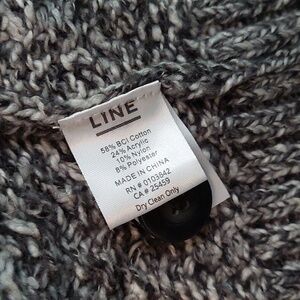 LINE
58% BCI Cotton
24% Acrylic
10% Nylon
8% Polyester
MADE IN CHINA
RN # 0103842
CA # 25459
Dry Clean Only